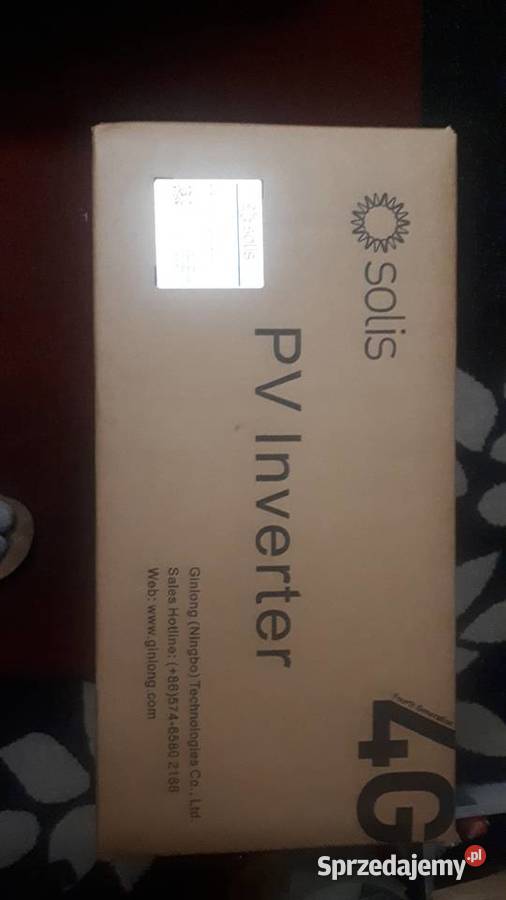 solis
solis
PV Inverter
Ginlong (Ningbo) Technologies Co., Ltd.
Sales Hotline: (+86)574-6580 2188
Web: www.ginlong.com
Fourth Generation
4G
Sprzedajemy.pl